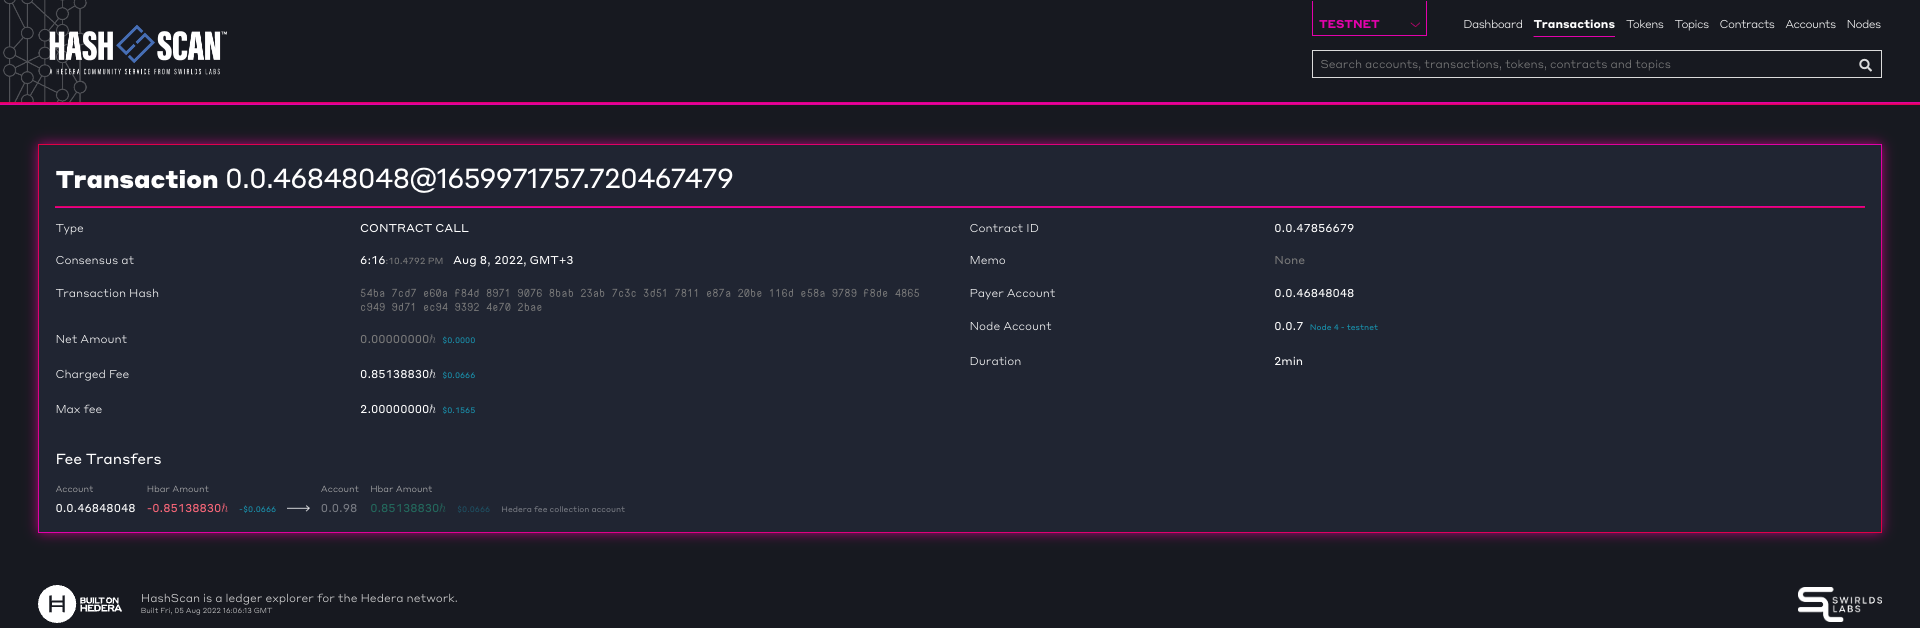 TESTNET Dashboard Transactions Tokens Topics Contracts Accounts Nodes
HASH SCAN™
A HEDERA COMMUNITY SERVICE FROM SWIRLDS LABS
Search accounts, transactions, tokens, contracts and topics
Transaction 0.0.46848048@1659971757.720467479
Type CONTRACT CALL
Consensus at 6:16:10.4792 PM Aug 8, 2022, GMT+3
Transaction Hash 54ba 7cd7 e60a f84d 8971 9076 8bab 23ab 7c3c 3d51 7811 e87a 20be 116d e58a 9789 f8de 4865
c949 9d71 ec94 9392 4e70 2bae
Net Amount 0.00000000ℏ $0.0000
Charged Fee 0.85138830ℏ $0.0666
Max fee 2.00000000ℏ $0.1565
Contract ID 0.0.47856679
Memo None
Payer Account 0.0.46848048
Node Account 0.0.7 Node 4 - testnet
Duration 2min
Fee Transfers
Account Hbar Amount Account Hbar Amount
0.0.46848048 -0.85138830ℏ -$0.0666 ⟶ 0.0.98 0.85138830ℏ $0.0666 Hedera fee collection account
BUILT ON
HEDERA
HashScan is a ledger explorer for the Hedera network.
Built Fri, 05 Aug 2022 16:06:13 GMT
SWIRLDS
LABS